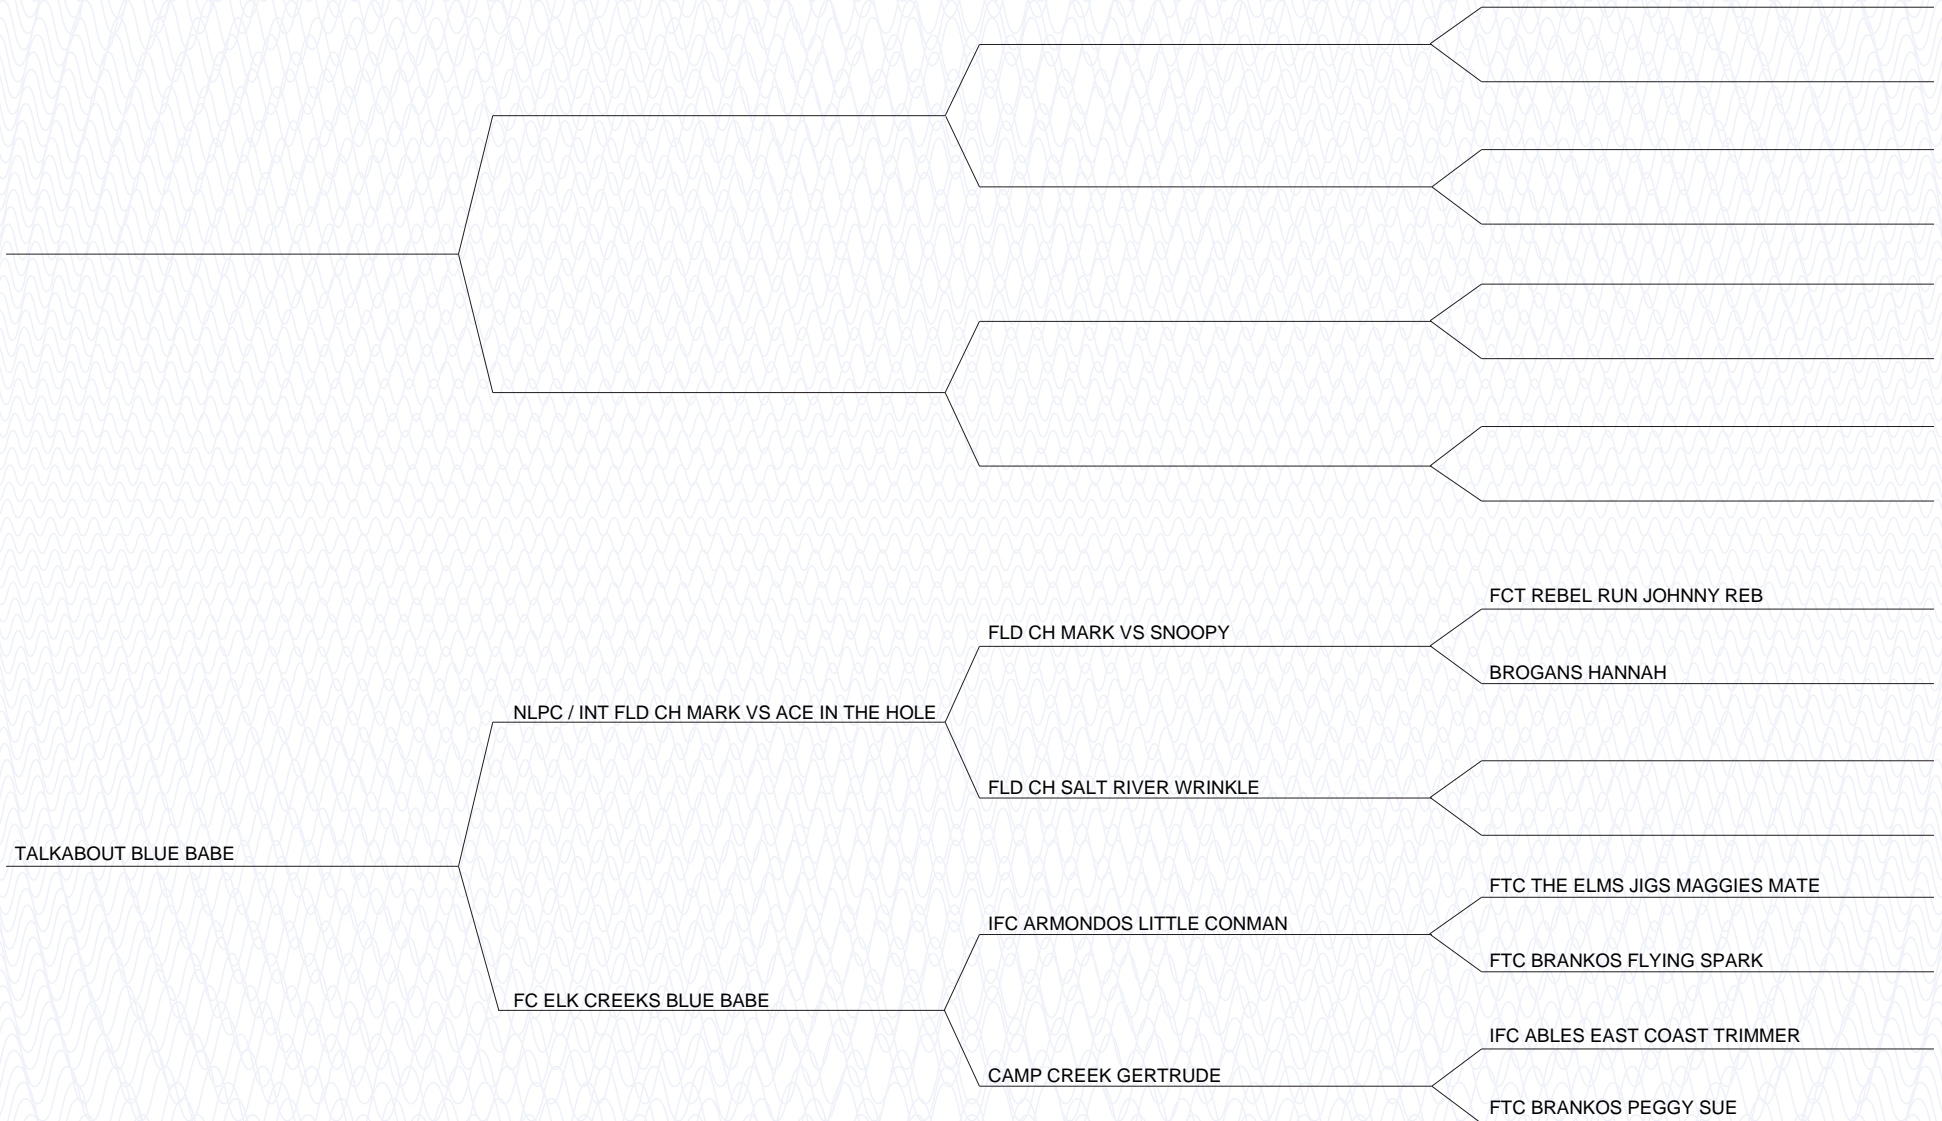 FCT REBEL RUN JOHNNY REB
FLD CH MARK VS SNOOPY
BROGANS HANNAH
NLPC / INT FLD CH MARK VS ACE IN THE HOLE
FLD CH SALT RIVER WRINKLE
TALKABOUT BLUE BABE
FTC THE ELMS JIGS MAGGIES MATE
IFC ARMONDOS LITTLE CONMAN
FTC BRANKOS FLYING SPARK
FC ELK CREEKS BLUE BABE
IFC ABLES EAST COAST TRIMMER
CAMP CREEK GERTRUDE
FTC BRANKOS PEGGY SUE